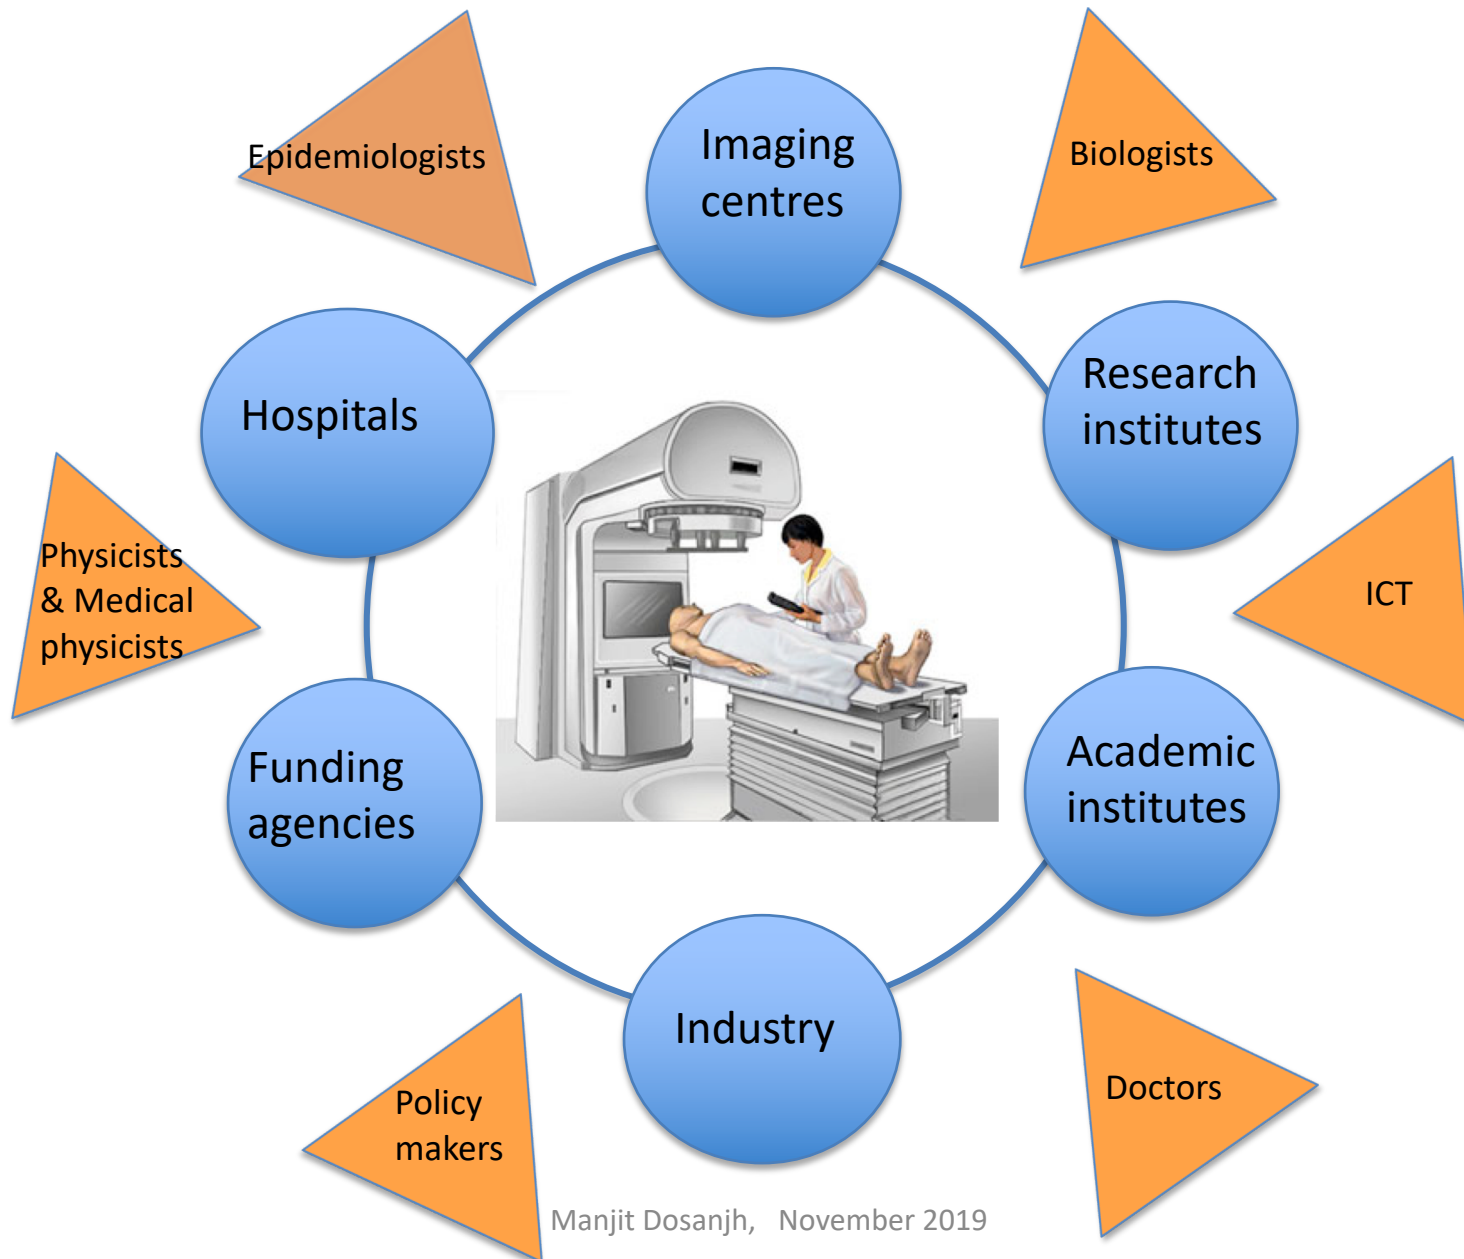 Epidemiologists
Imaging
centres
Biologists
Hospitals
Research
institutes
Physicists
& Medical
physicists
ICT
Funding
agencies
Academic
institutes
Industry
Policy
makers
Doctors
Manjit Dosanjh,   November 2019